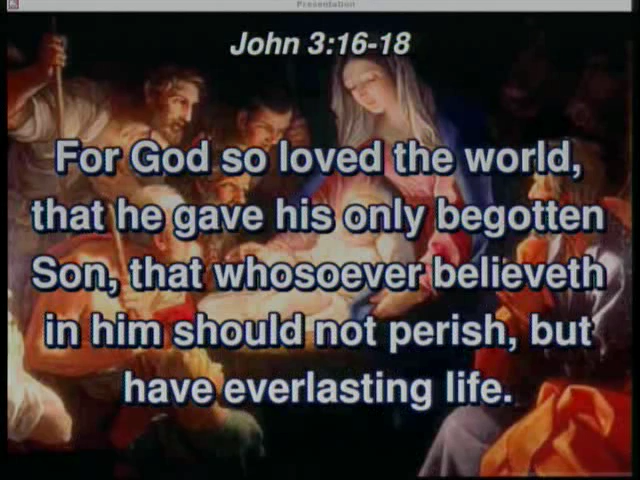 Presentation
John 3:16-18
For God so loved the world,
that he gave his only begotten
Son, that whosoever believeth
in him should not perish, but
have everlasting life.